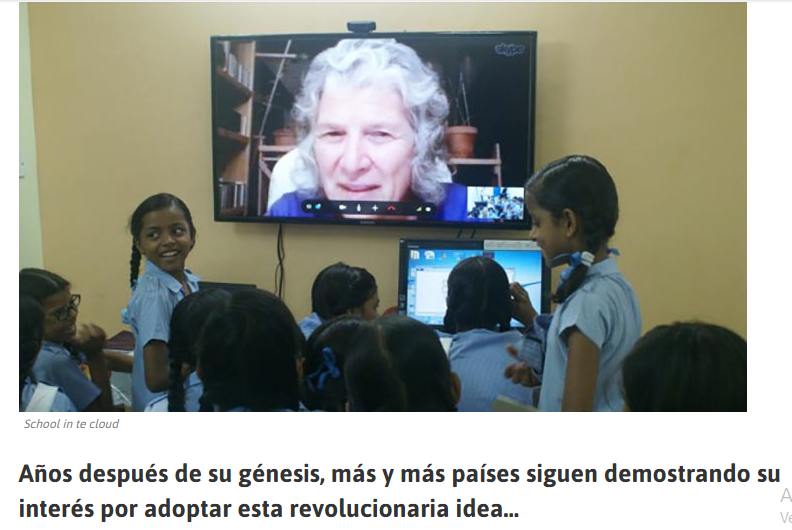 skype
School in te cloud
Años después de su génesis, más y más países siguen demostrando su
interés por adoptar esta revolucionaria idea...
A
Ve